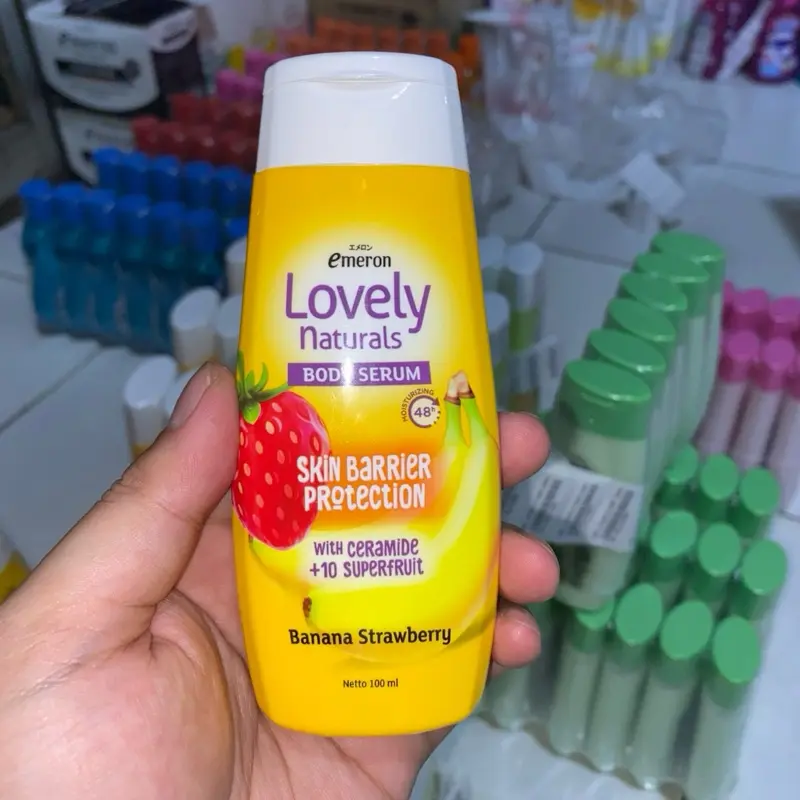 エメロン
emeron
Lovely
Naturals
BODY SERUM
MOISTURIZING
48h
SKIN BARRIER
PROTECTION
WITH CERAMIDE
+10 SUPERFRUIT
Banana Strawberry
Netto 100 ml